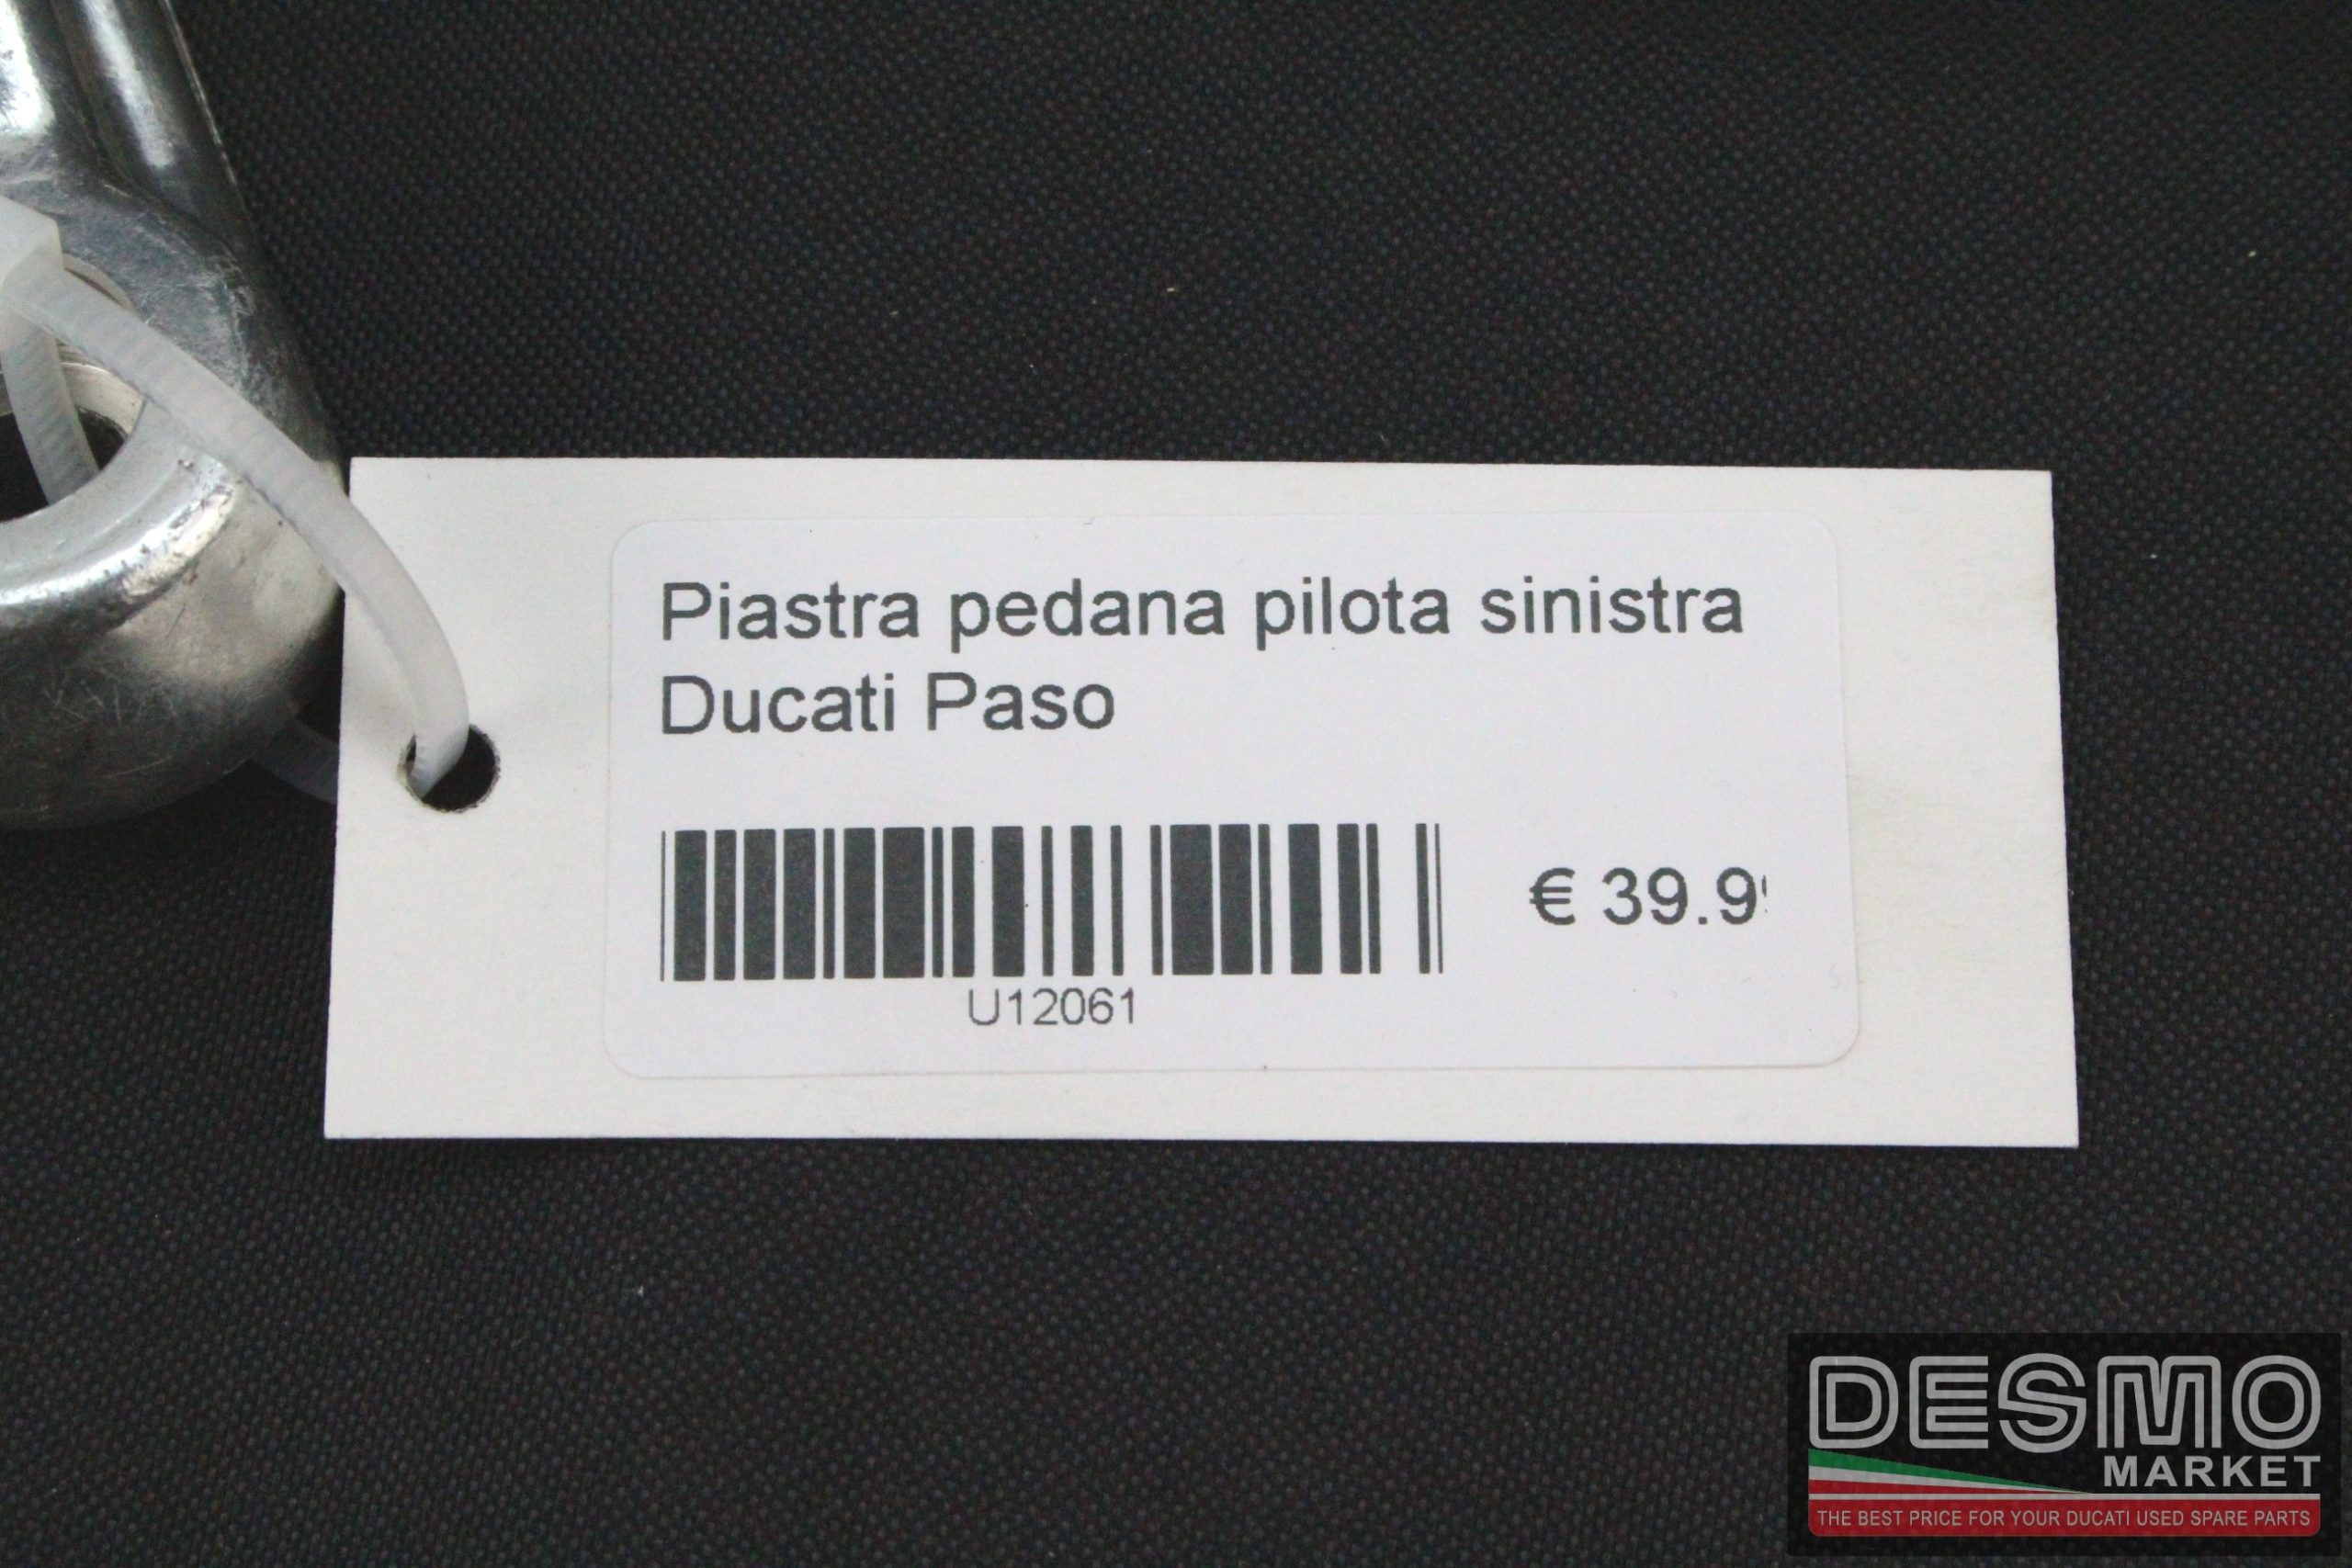 Piastra pedana pilota sinistra
Ducati Paso
€ 39.9
U12061
DESMO
MARKET
THE BEST PRICE FOR YOUR DUCATI USED SPARE PARTS